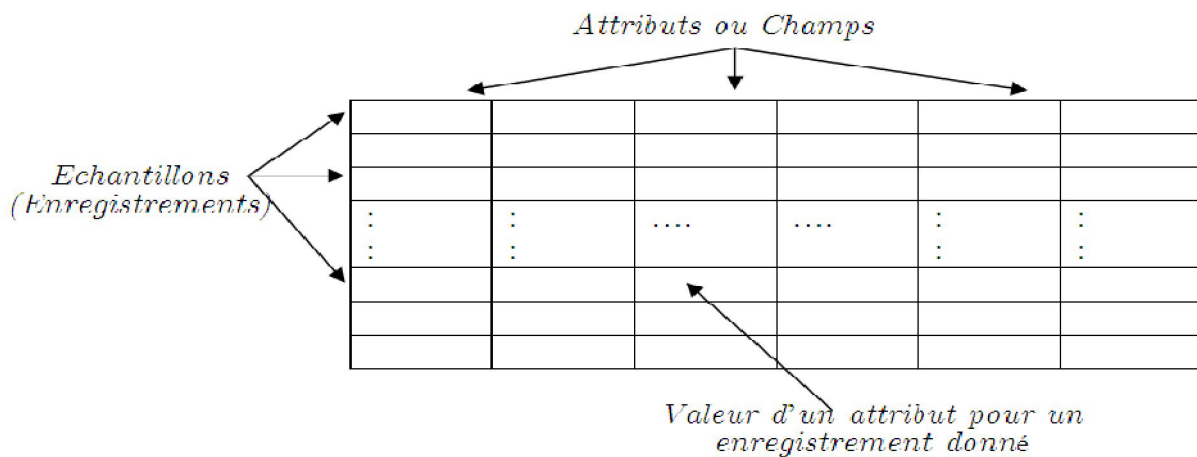 Attributs ou Champs
Echantillons
(Enregistrements)
: : .... .... : :
: : : :
Valeur d'un attribut pour un
enregistrement donné